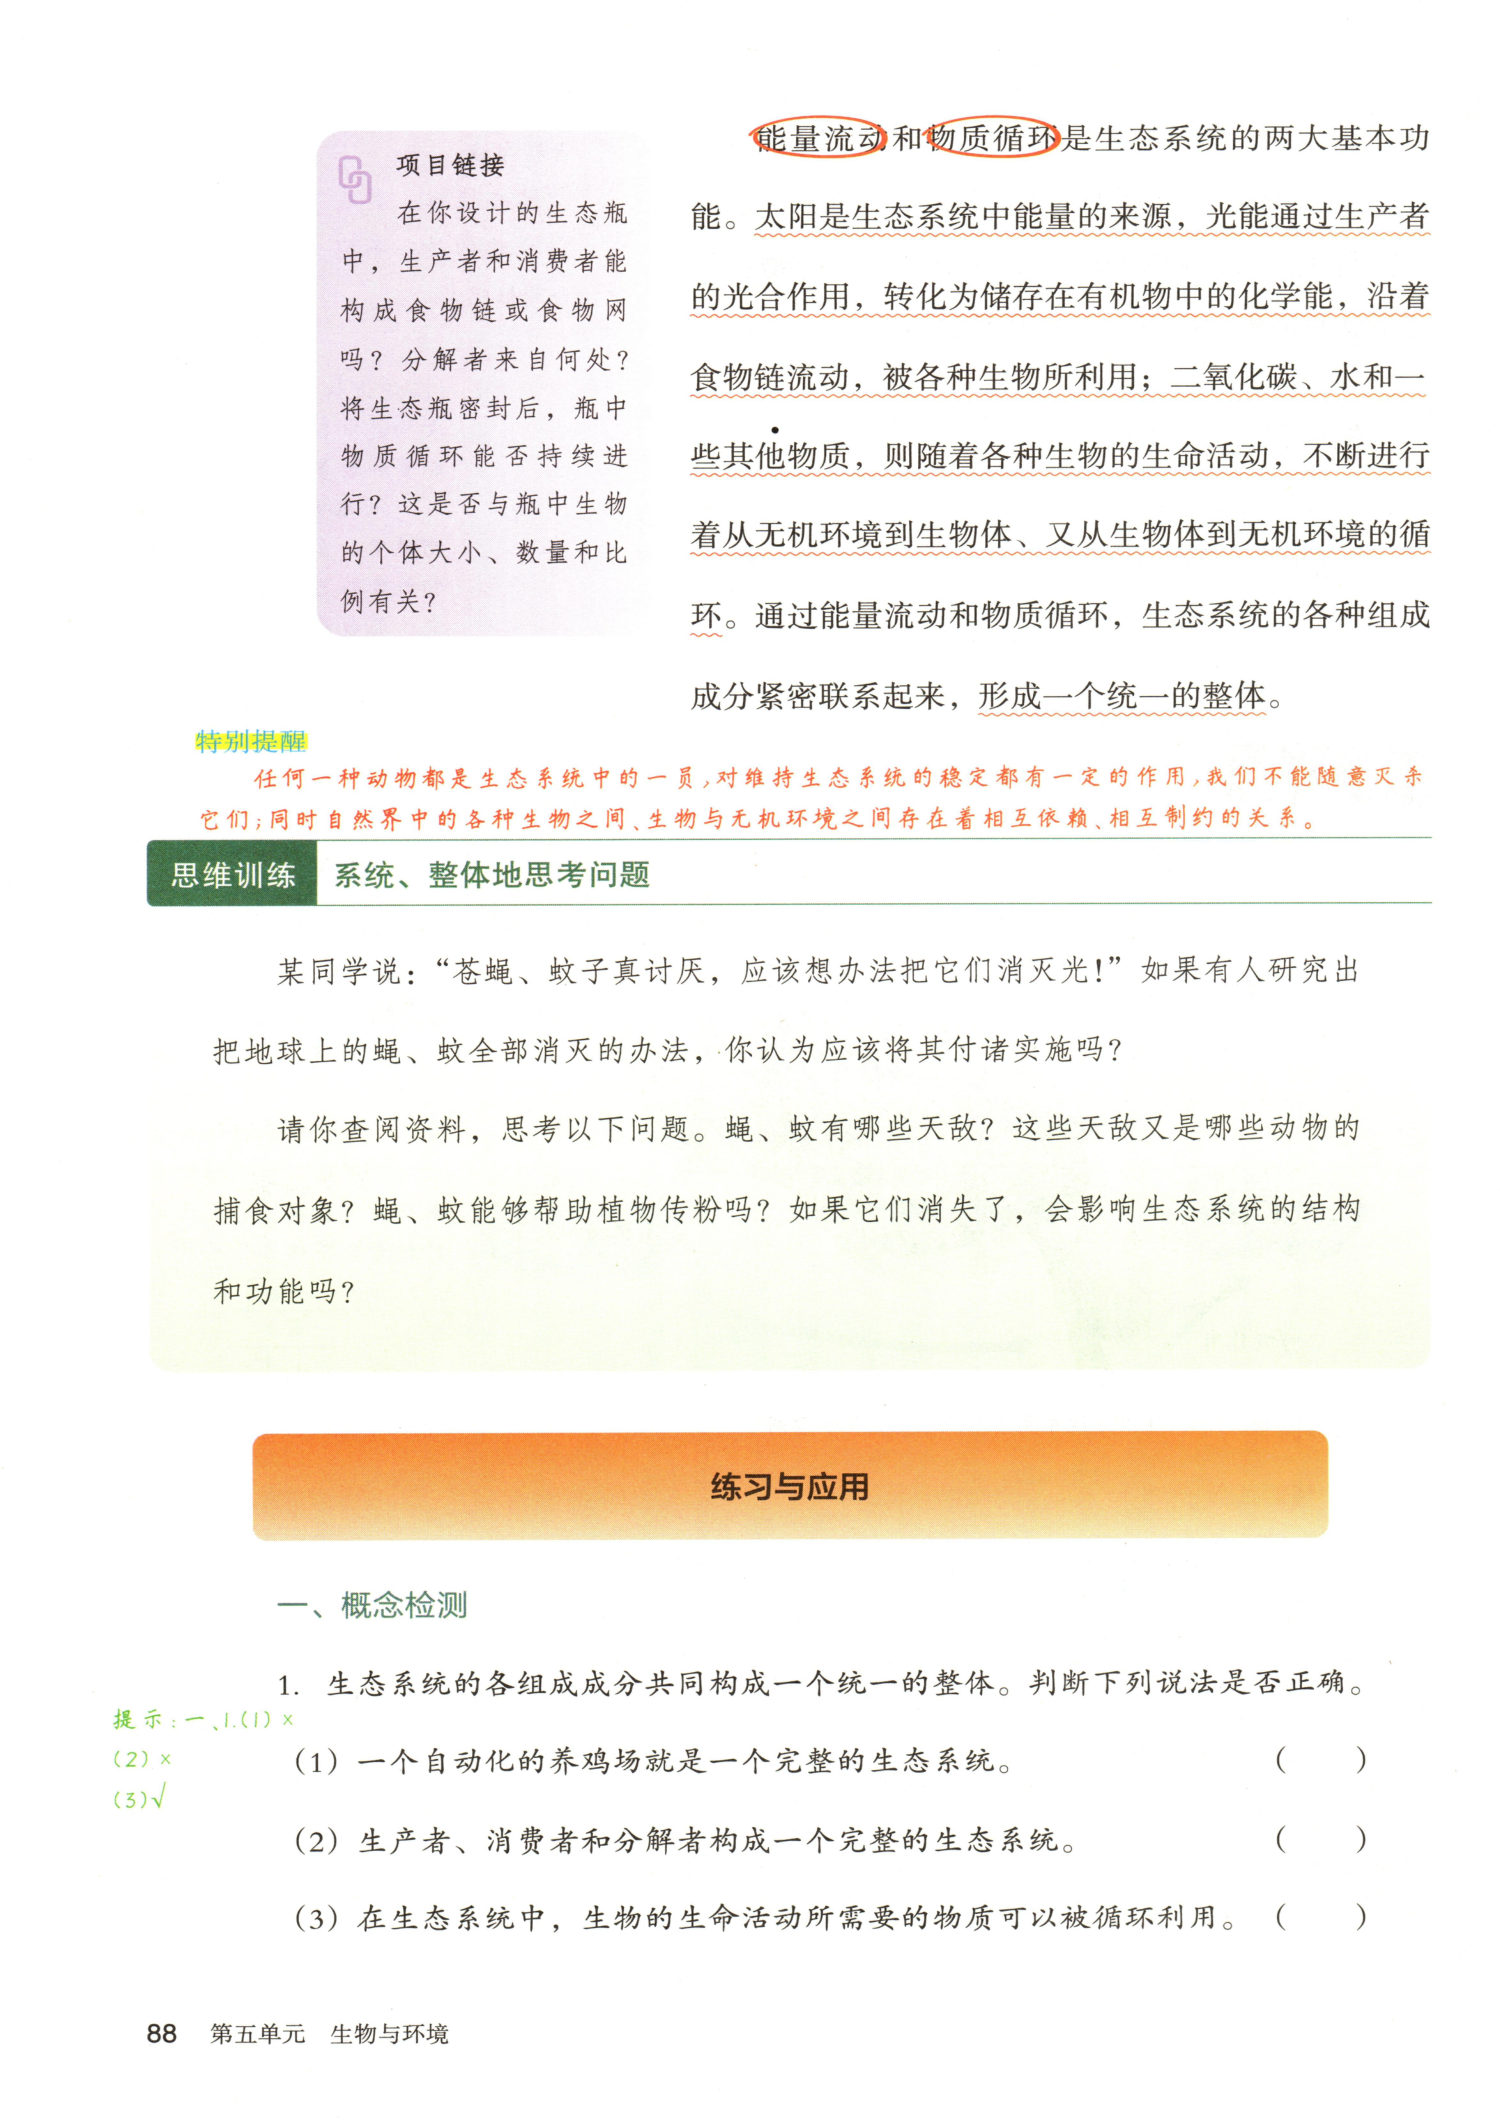 项目链接
在你设计的生态瓶
中，生产者和消费者能
构成食物链或食物网
吗？分解者来自何处？
将生态瓶密封后，瓶中
物质循环能否持续进
行？这是否与瓶中生物
的个体大小、数量和比
例有关？
能量流动和物质循环是生态系统的两大基本功
能。太阳是生态系统中能量的来源，光能通过生产者
的光合作用，转化为储存在有机物中的化学能，沿着
食物链流动，被各种生物所利用；二氧化碳、水和一
些其他物质，则随着各种生物的生命活动，不断进行
着从无机环境到生物体、又从生物体到无机环境的循
环。通过能量流动和物质循环，生态系统的各种组成
成分紧密联系起来，形成一个统一的整体。
特别提醒
任何一种动物都是生态系统中的一员,对维持生态系统的稳定都有一定的作用,我们不能随意灭杀
它们;同时自然界中的各种生物之间、生物与无机环境之间存在着相互依赖、相互制约的关系。
思维训练 系统、整体地思考问题
某同学说：“苍蝇、蚊子真讨厌，应该想办法把它们消灭光！”如果有人研究出
把地球上的蝇、蚊全部消灭的办法，你认为应该将其付诸实施吗？
请你查阅资料，思考以下问题。蝇、蚊有哪些天敌？这些天敌又是哪些动物的
捕食对象？蝇、蚊能够帮助植物传粉吗？如果它们消失了，会影响生态系统的结构
和功能吗？
练习与应用
一、概念检测
1. 生态系统的各组成成分共同构成一个统一的整体。判断下列说法是否正确。
提示:一、1.(1) ×
(2) ×
(3)√
（1）一个自动化的养鸡场就是一个完整的生态系统。 （　　）
（2）生产者、消费者和分解者构成一个完整的生态系统。 （　　）
（3）在生态系统中，生物的生命活动所需要的物质可以被循环利用。 （　　）
88 第五单元 生物与环境